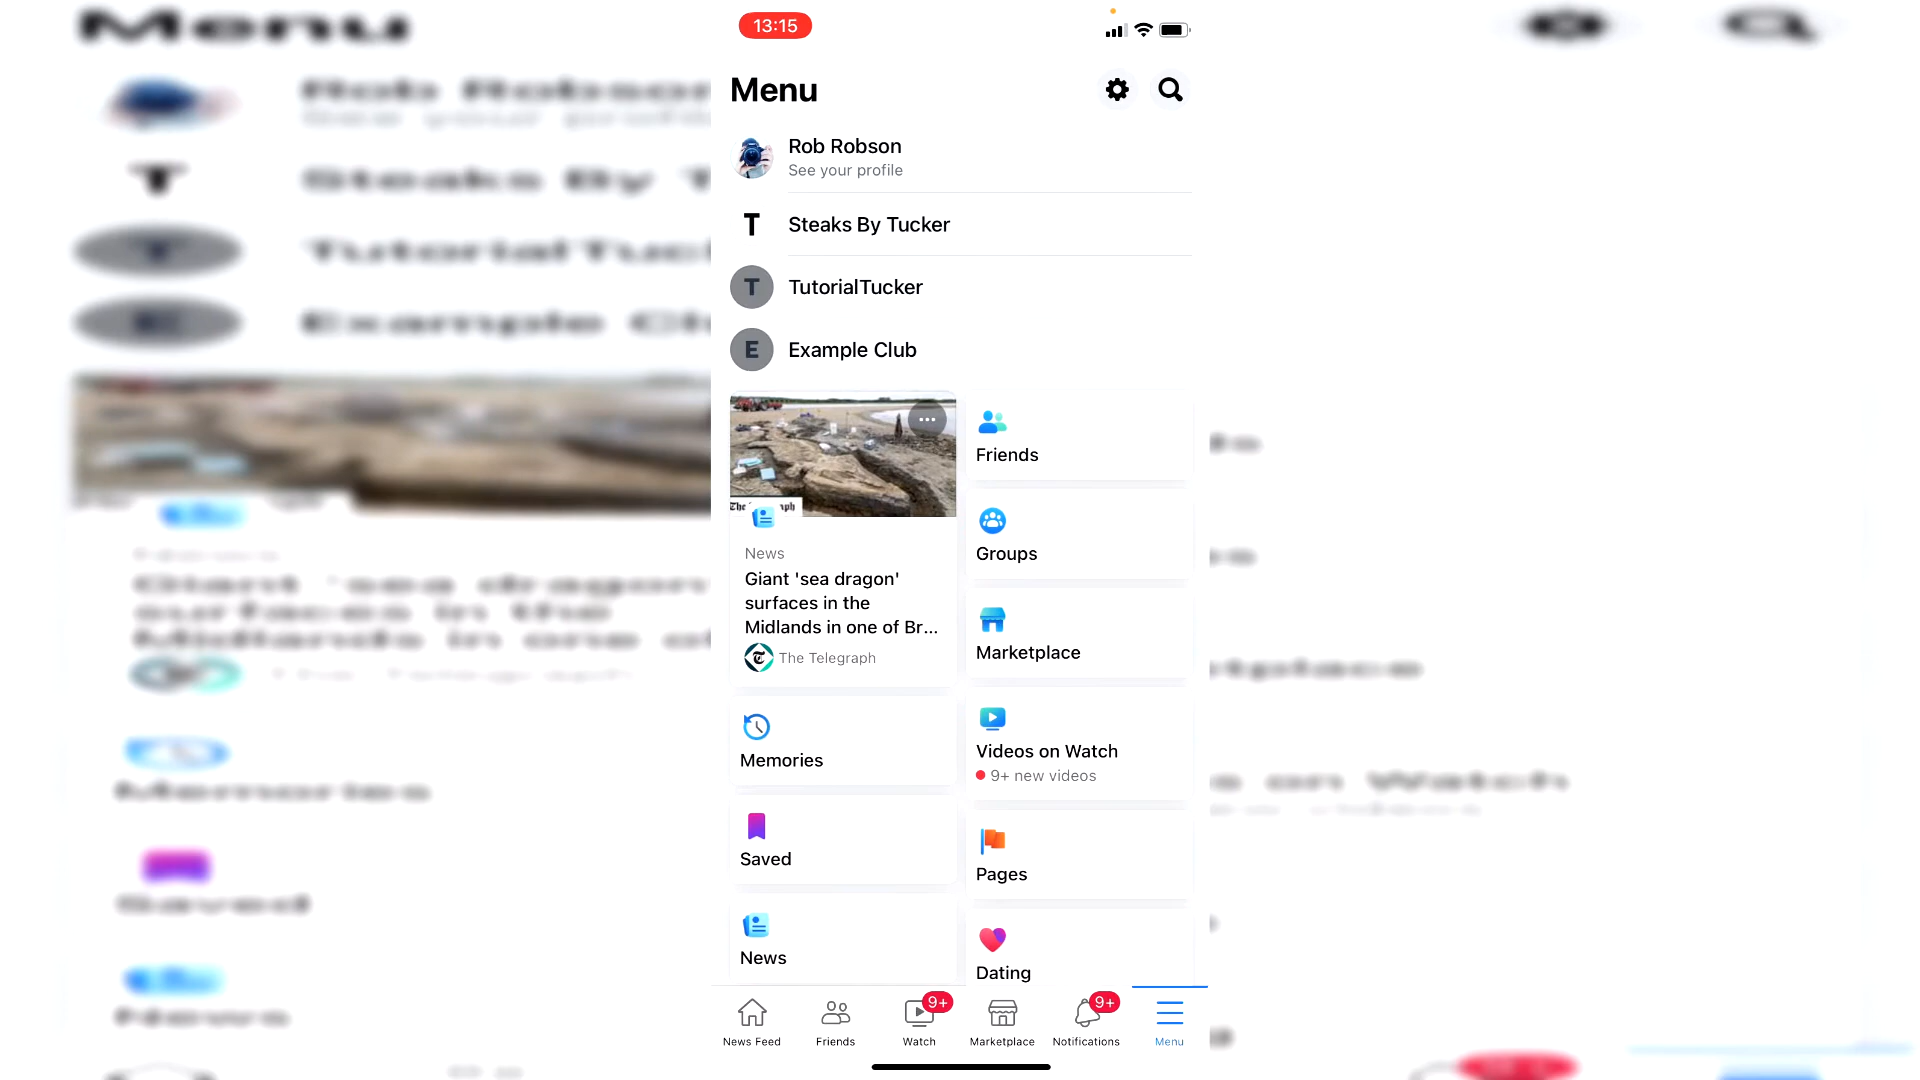 13:15
Menu
Rob Robson
See your profile
T
Steaks By Tucker
T
TutorialTucker
E
Example Club
News
Giant 'sea dragon'
surfaces in the
Midlands in one of Br...
The Telegraph
Memories
Saved
News
Friends
Groups
Marketplace
Videos on Watch
9+ new videos
Pages
Dating
9+
9+
News Feed
Friends
Watch
Marketplace
Notifications
Menu